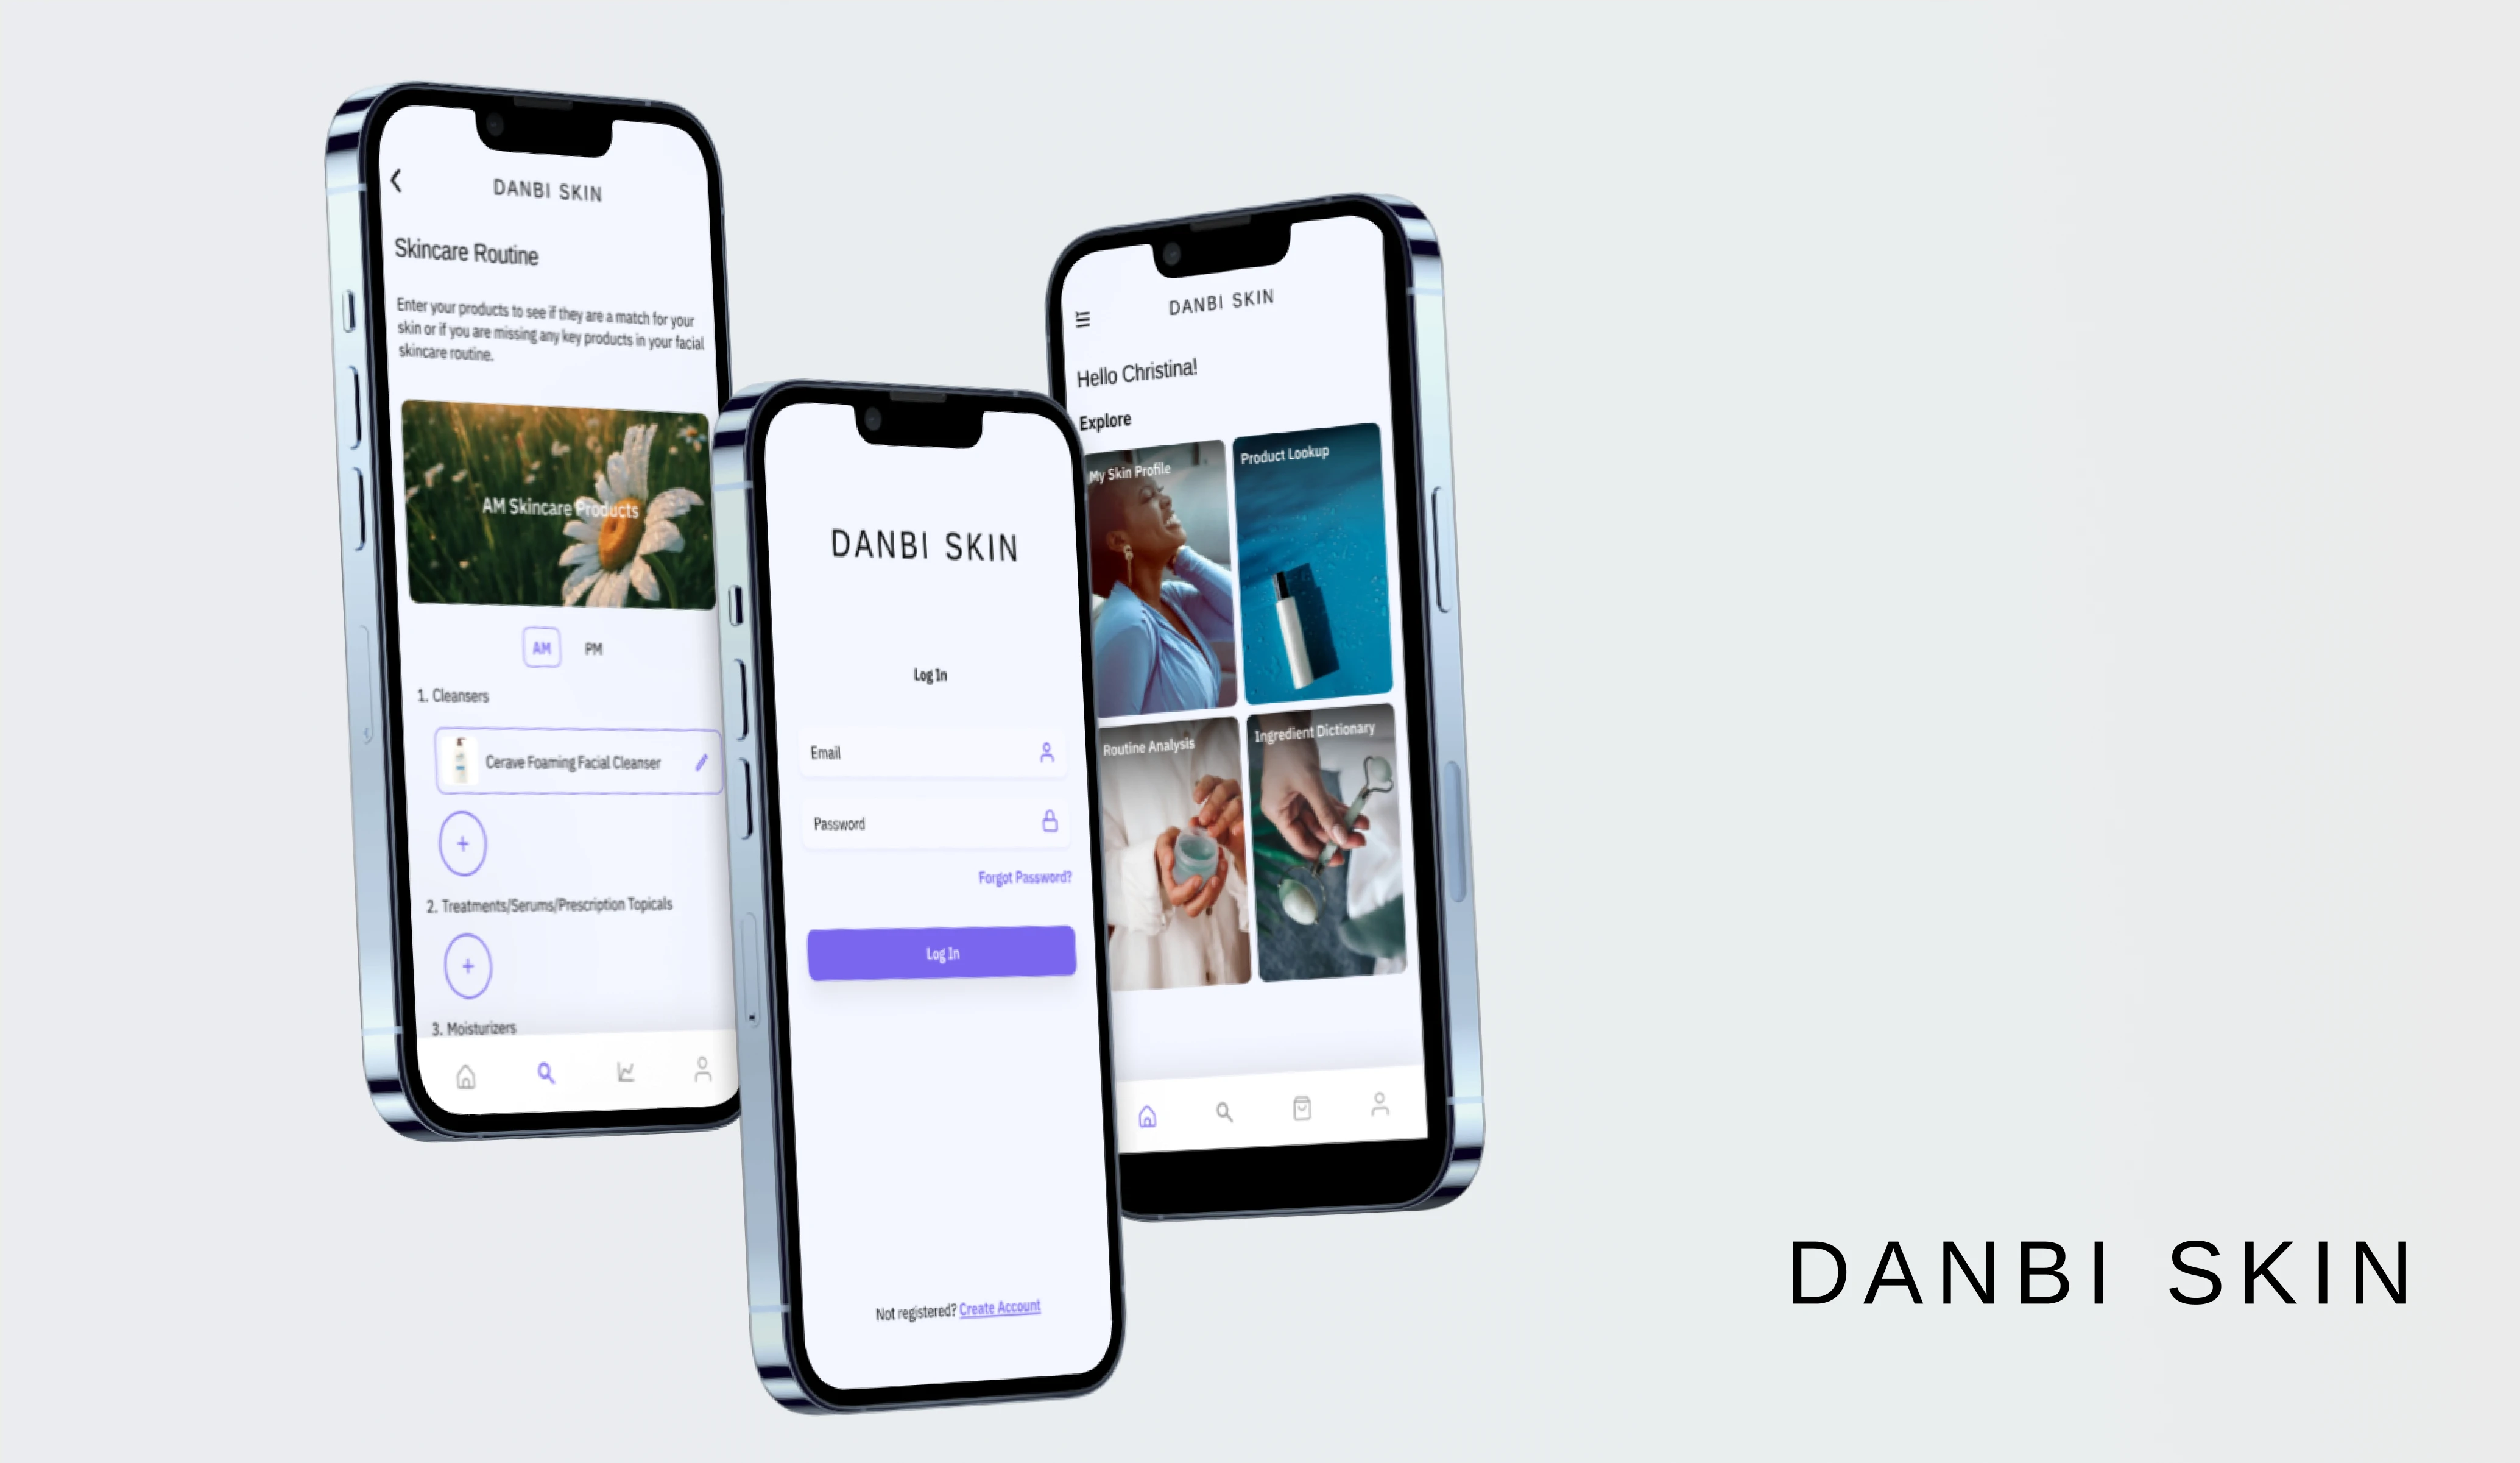 DANBI SKIN
Skincare Routine
Enter your products to see if they are a match for your
skin or if you are missing any key products in your facial
skincare routine.
AM Skincare Products
AM PM
1. Cleansers
Cerave Foaming Facial Cleanser
2. Treatments/Serums/Prescription Topicals
3. Moisturizers
DANBI SKIN
Log In
Email
Password
Forgot Password?
Log In
Not registered? Create Account
DANBI SKIN
Hello Christina!
Explore
My Skin Profile
Product Lookup
Routine Analysis
Ingredient Dictionary
DANBI SKIN